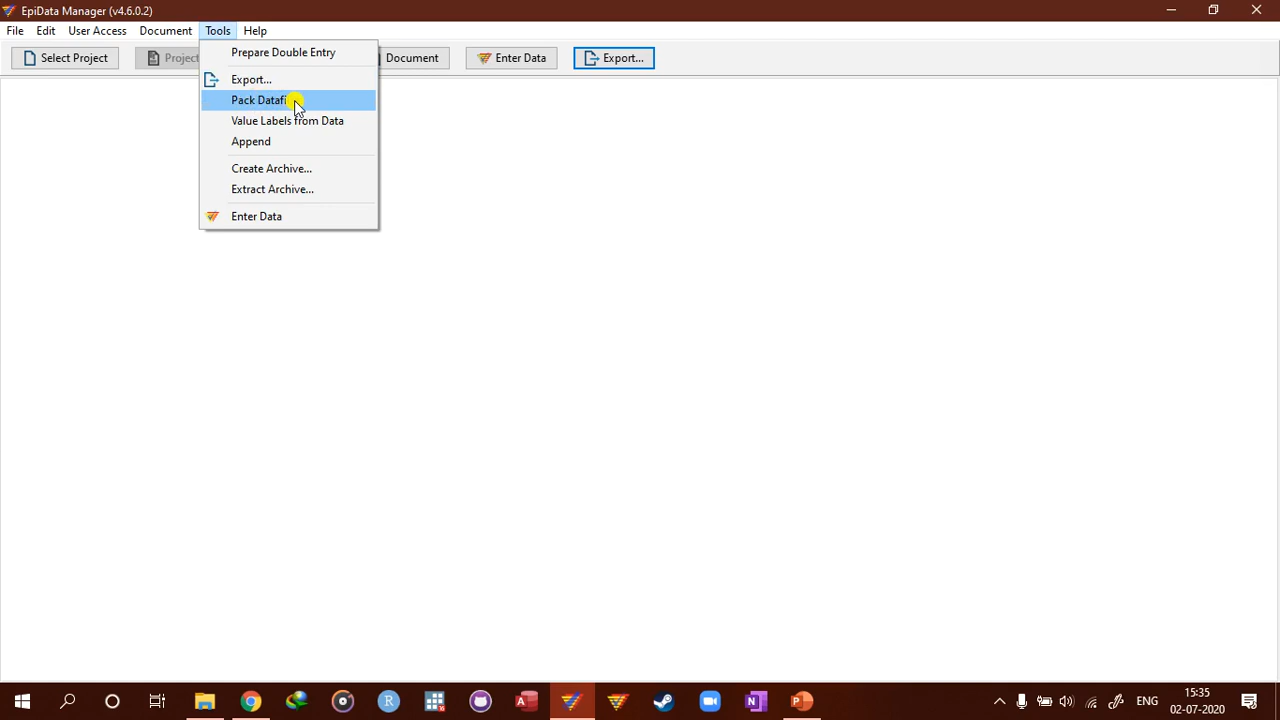 EpiData Manager (v4.6.0.2)
File Edit User Access Document Tools Help
Select Project Project Document Enter Data Export...
Prepare Double Entry
Export...
Pack Datafi
Value Labels from Data
Append
Create Archive...
Extract Archive...
Enter Data
ENG
15:35
02-07-2020